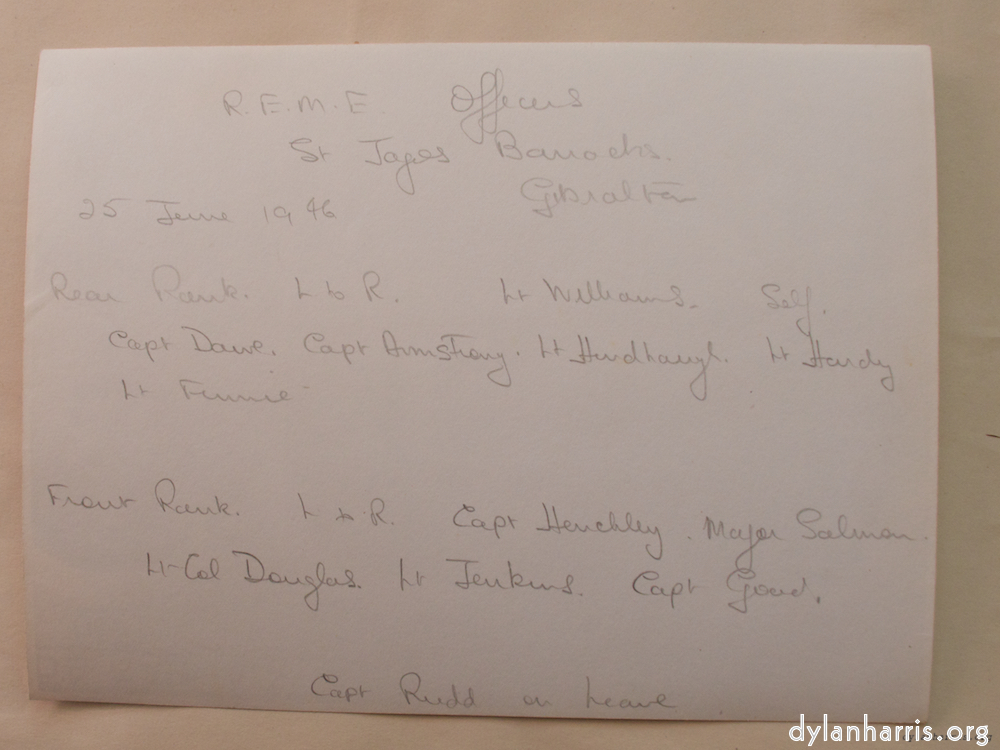 R.E.M.E. Officers
St Jagos Barracks.
Gibraltar
25 June 1946
Rear Rank. L to R. Lt Williams. Self.
Capt Dawe. Capt Armstrong. Lt Lt Hardy
Lt Finnie
Front Rank. L to R. Capt Henchley. Major Salmon.
Lt-Col Douglas. Lt Jenkins. Capt Good.
Capt Rudd on Leave
dylanharris.org